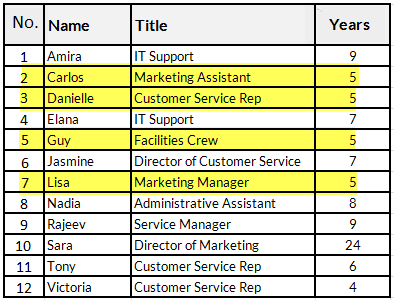 No. Name Title Years
1 Amira IT Support 9
2 Carlos Marketing Assistant 5
3 Danielle Customer Service Rep 5
4 Elana IT Support 7
5 Guy Facilities Crew 5
6 Jasmine Director of Customer Service 7
7 Lisa Marketing Manager 5
8 Nadia Administrative Assistant 8
9 Rajeev Service Manager 9
10 Sara Director of Marketing 24
11 Tony Customer Service Rep 6
12 Victoria Customer Service Rep 4